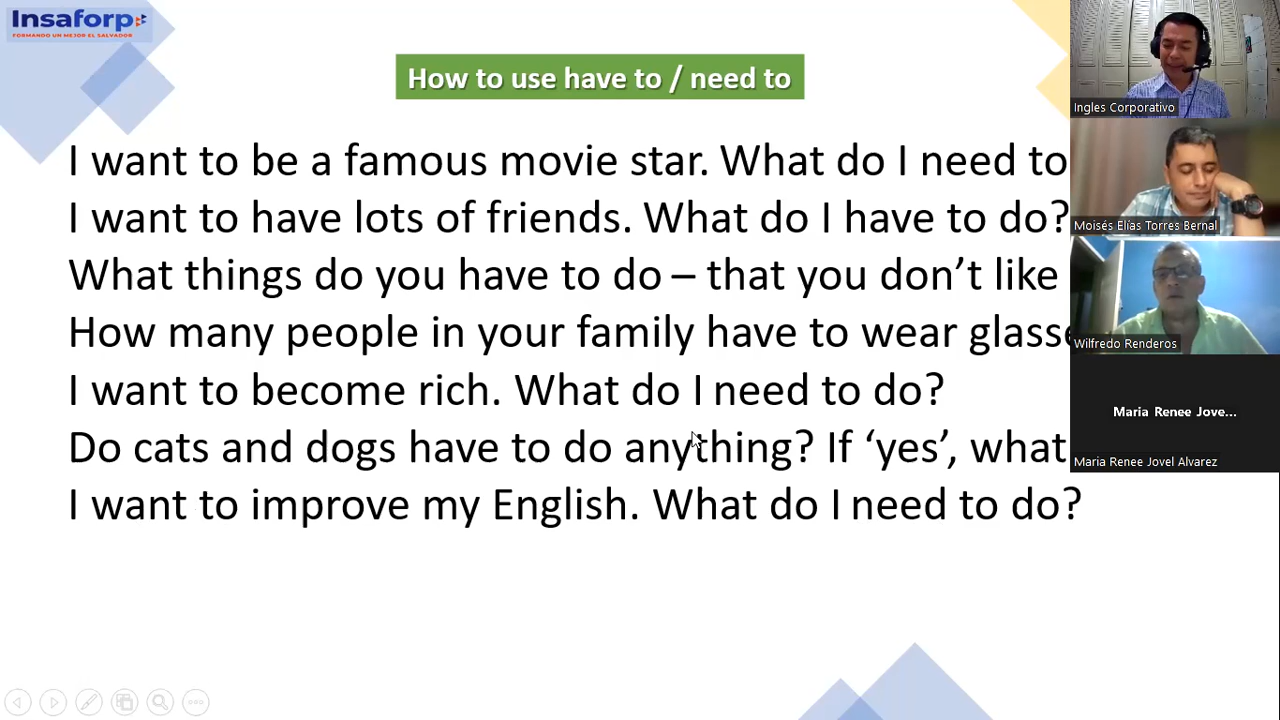 Insaforp
FORMANDO UN MEJOR EL SALVADOR
How to use have to / need to
I want to be a famous movie star. What do I need to
I want to have lots of friends. What do I have to do?
What things do you have to do – that you don’t like
How many people in your family have to wear glasse
I want to become rich. What do I need to do?
Do cats and dogs have to do anything? If ‘yes’, what
I want to improve my English. What do I need to do?
Ingles Corporativo
Moisés Elías Torres Bernal
Wilfredo Renderos
Maria Renee Jove...
Maria Renee Jovel Alvarez